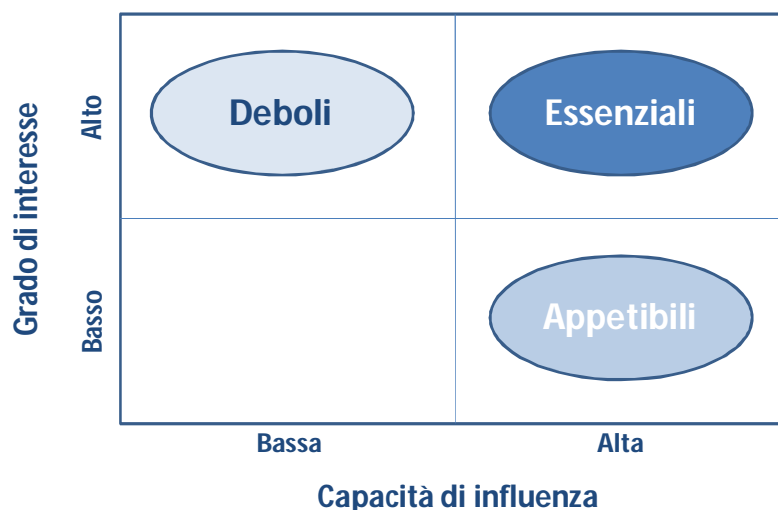 Grado di interesse
Alto
Deboli
Essenziali
Basso
Appetibili
Bassa
Alta
Capacità di influenza